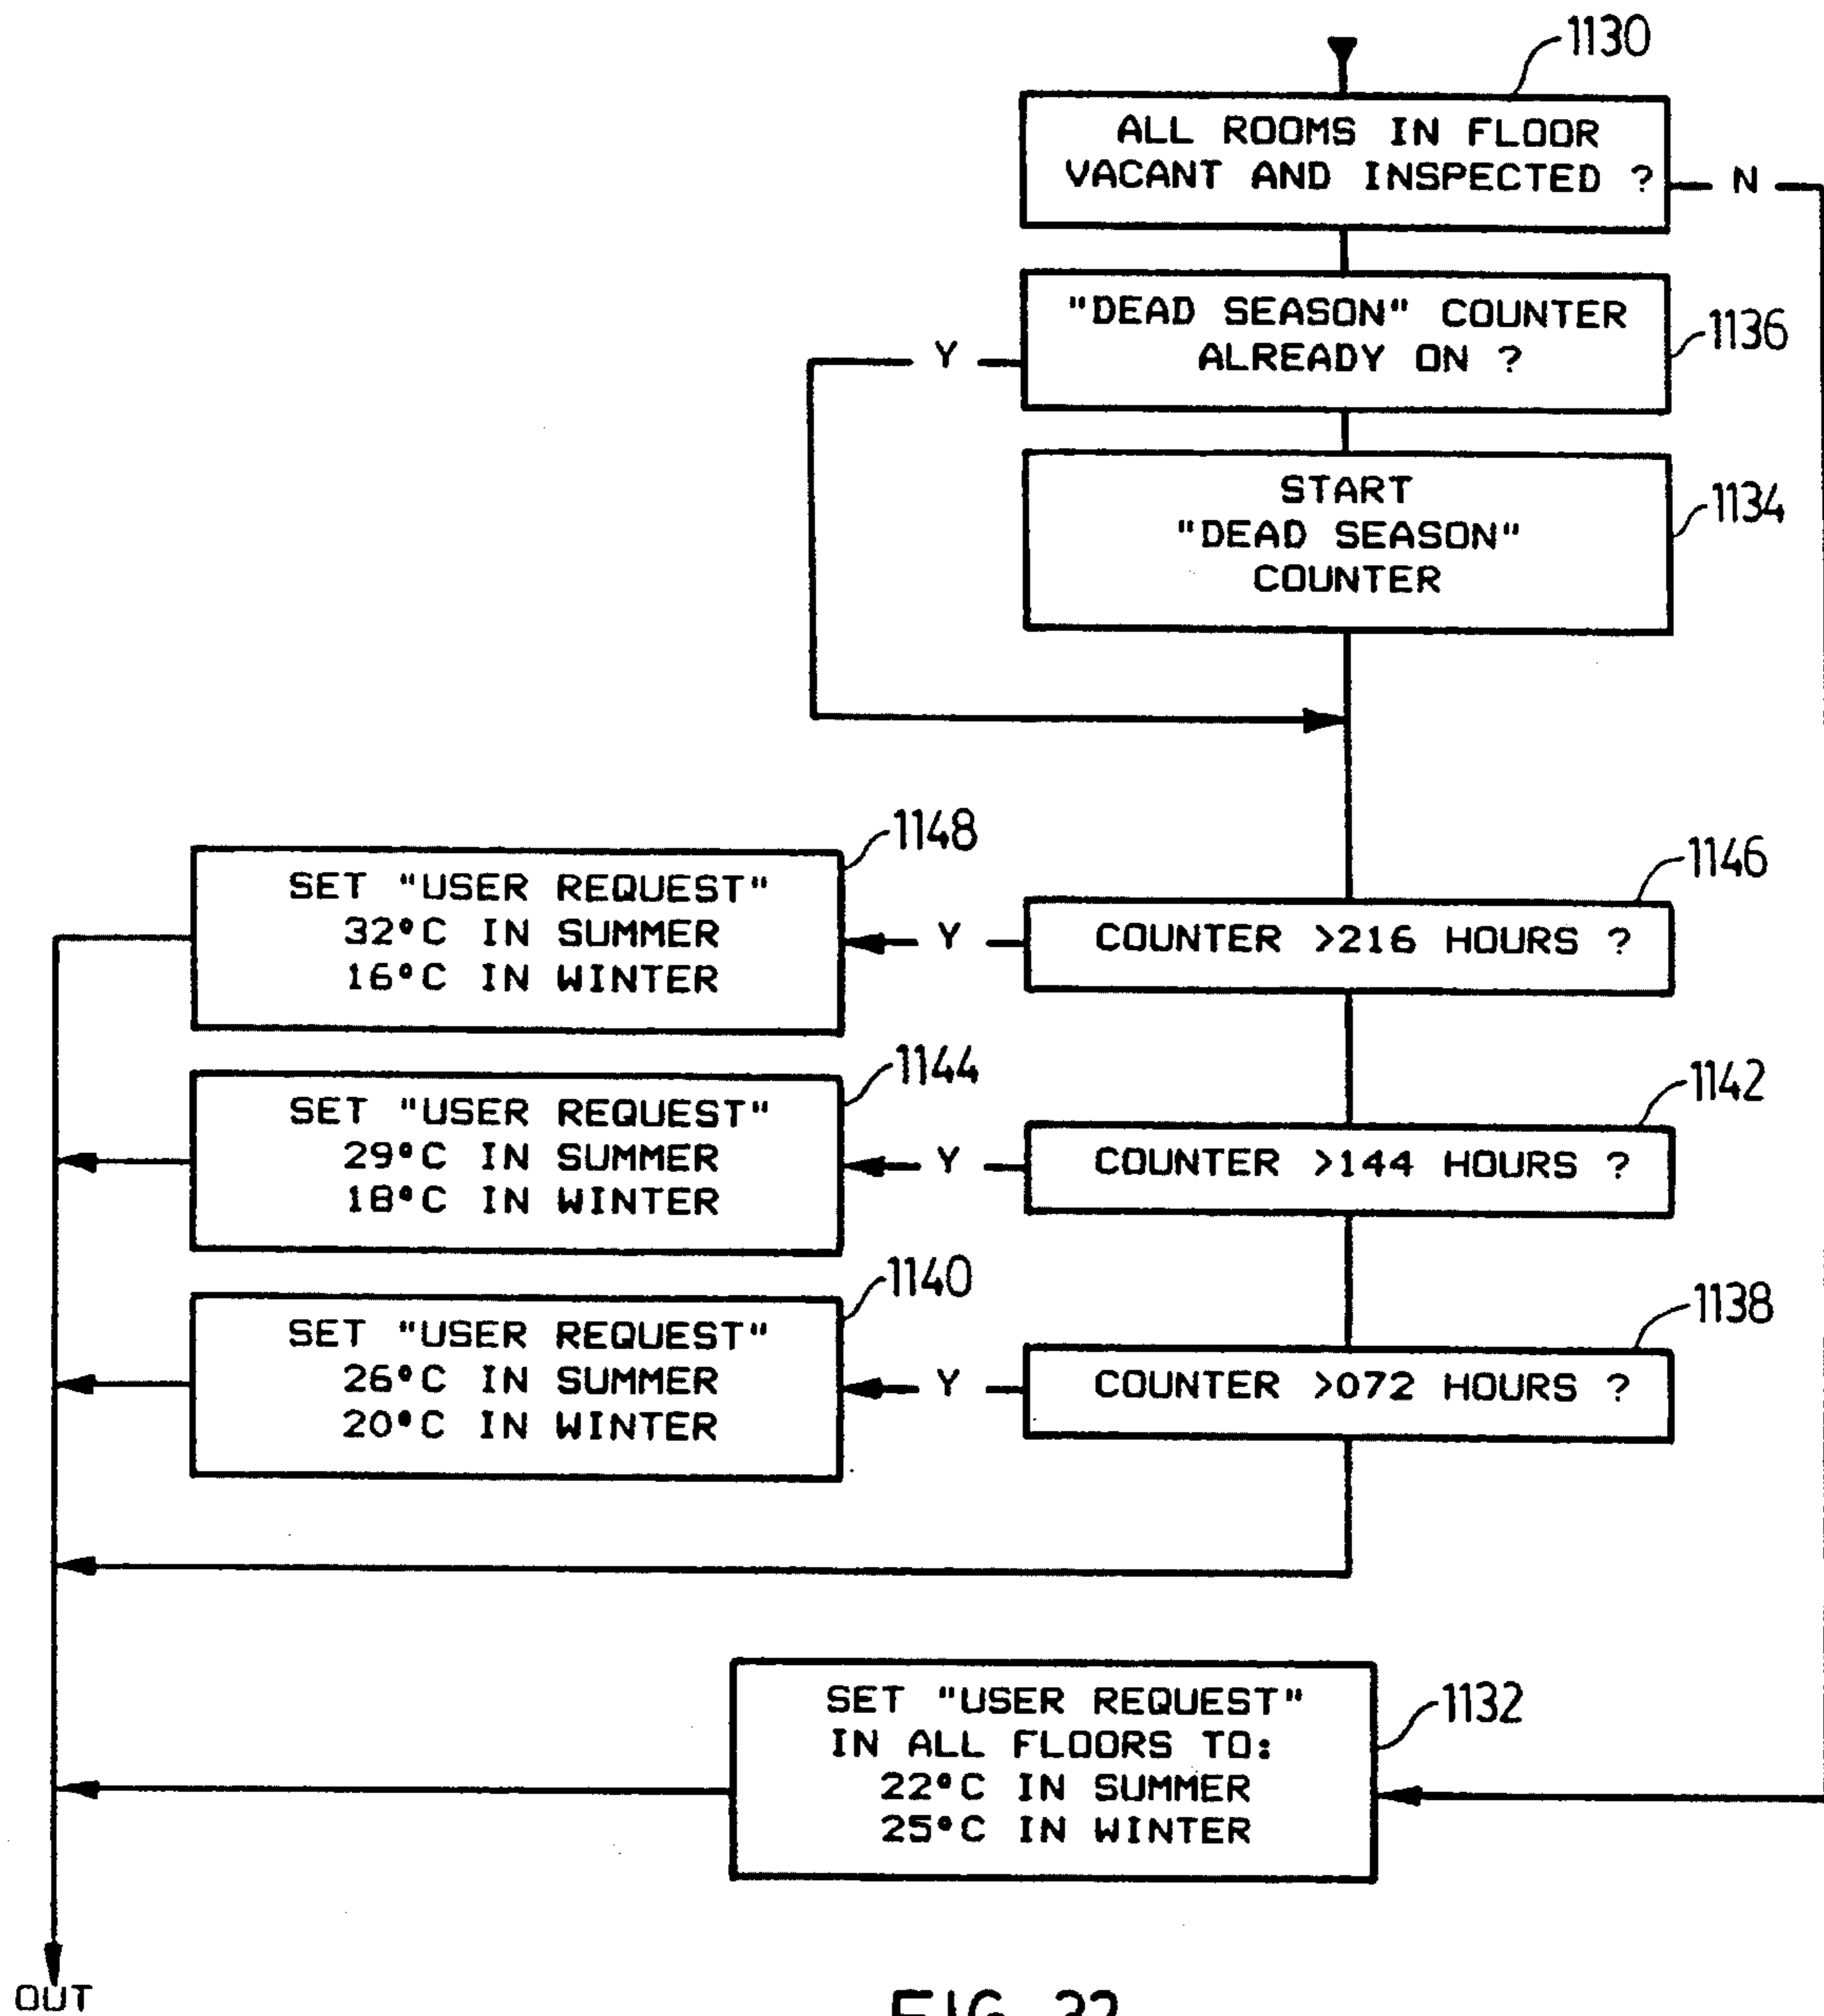 1130
ALL ROOMS IN FLOOR
VACANT AND INSPECTED ?
N
"DEAD SEASON" COUNTER
ALREADY ON ?
1136
Y
START
"DEAD SEASON"
COUNTER
1134
1148
SET "USER REQUEST"
32°C IN SUMMER
16°C IN WINTER
Y
1146
COUNTER >216 HOURS ?
1144
SET "USER REQUEST"
29°C IN SUMMER
18°C IN WINTER
Y
1142
COUNTER >144 HOURS ?
1140
SET "USER REQUEST"
26°C IN SUMMER
20°C IN WINTER
Y
1138
COUNTER >072 HOURS ?
SET "USER REQUEST"
IN ALL FLOORS TO:
22°C IN SUMMER
25°C IN WINTER
1132
OUT